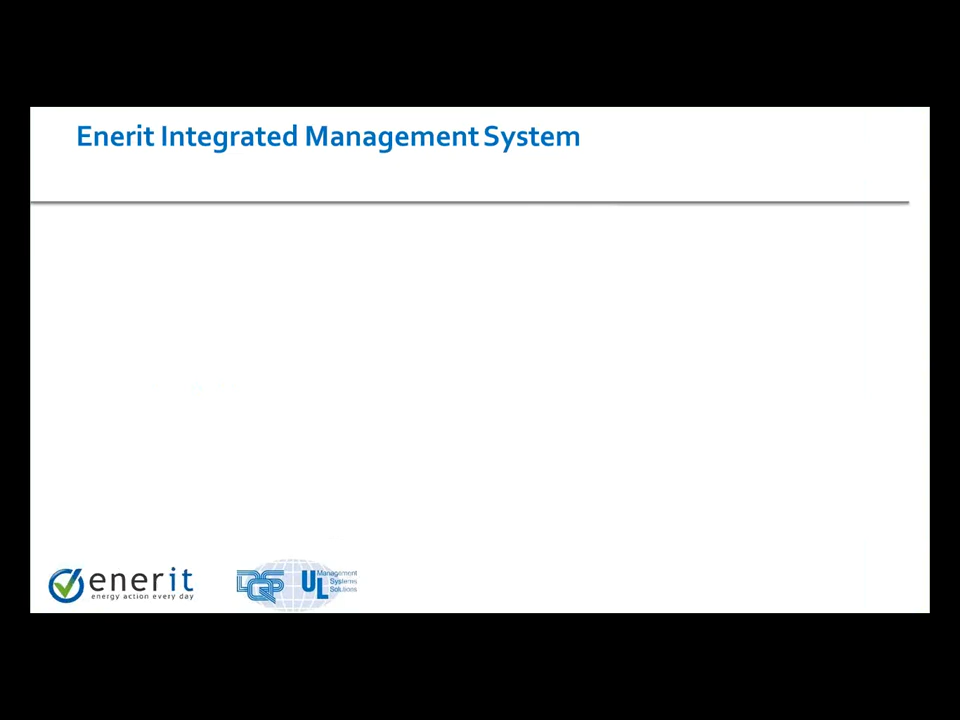 Enerit Integrated Management System
enerit
energy action every day
DQS
UL
Management
Systems
Solutions